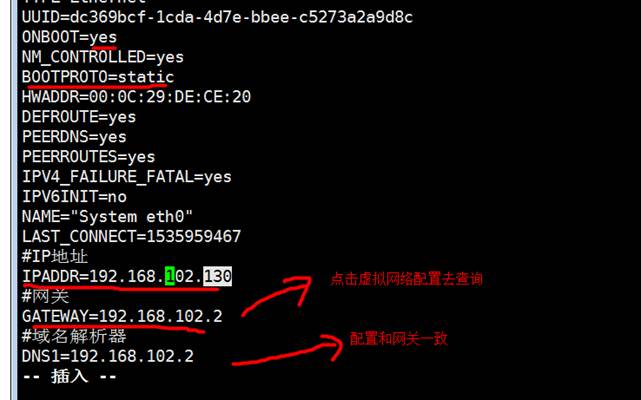 UUID=dc369bcf-1cda-4d7e-bbee-c5273a2a9d8c
ONBOOT=yes
NM_CONTROLLED=yes
BOOTPROTO=static
HWADDR=00:0C:29:DE:CE:20
DEFROUTE=yes
PEERDNS=yes
PEERROUTES=yes
IPV4_FAILURE_FATAL=yes
IPV6INIT=no
NAME="System eth0"
LAST_CONNECT=1535959467
#IP地址
IPADDR=192.168.102.130
点击虚拟网络配置去查询
#网关
GATEWAY=192.168.102.2
#域名解析器
配置和网关一致
DNS1=192.168.102.2
-- 插入 --